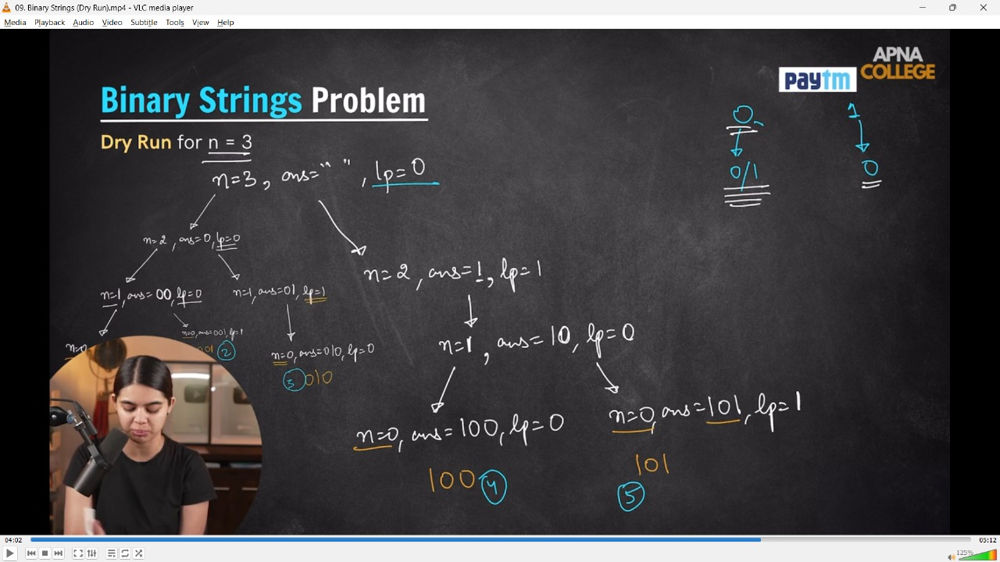 09. Binary Strings (Dry Run).mp4 - VLC media player
Media Playback Audio Video Subtitle Tools View Help
APNA
COLLEGE
paytm
Binary Strings Problem
Dry Run for n = 3
0 1
0/1 0
n=3, ans=" ", lp=0
n=2, ans=0, lp=0
n=2, ans=1, lp=1
n=1, ans=00, lp=0
n=1, ans=01, lp=1
n=0
n=0, ans=001, lp=1
01 2
n=0, ans=010, lp=0
3 010
n=1, ans=10, lp=0
n=0, ans=100, lp=0
n=0, ans=101, lp=1
100 4
101
5
04:02 05:12
125%